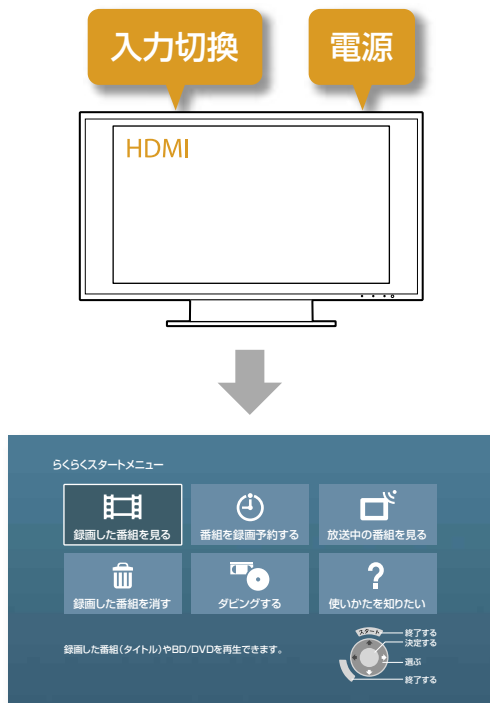 入力切換
電源
HDMI
らくらくスタートメニュー
録画した番組を見る
番組を録画予約する
放送中の番組を見る
録画した番組を消す
ダビングする
使いかたを知りたい
録画した番組(タイトル)やBD/DVDを再生できます。
スタート
終了する
決定する
選ぶ
終了する